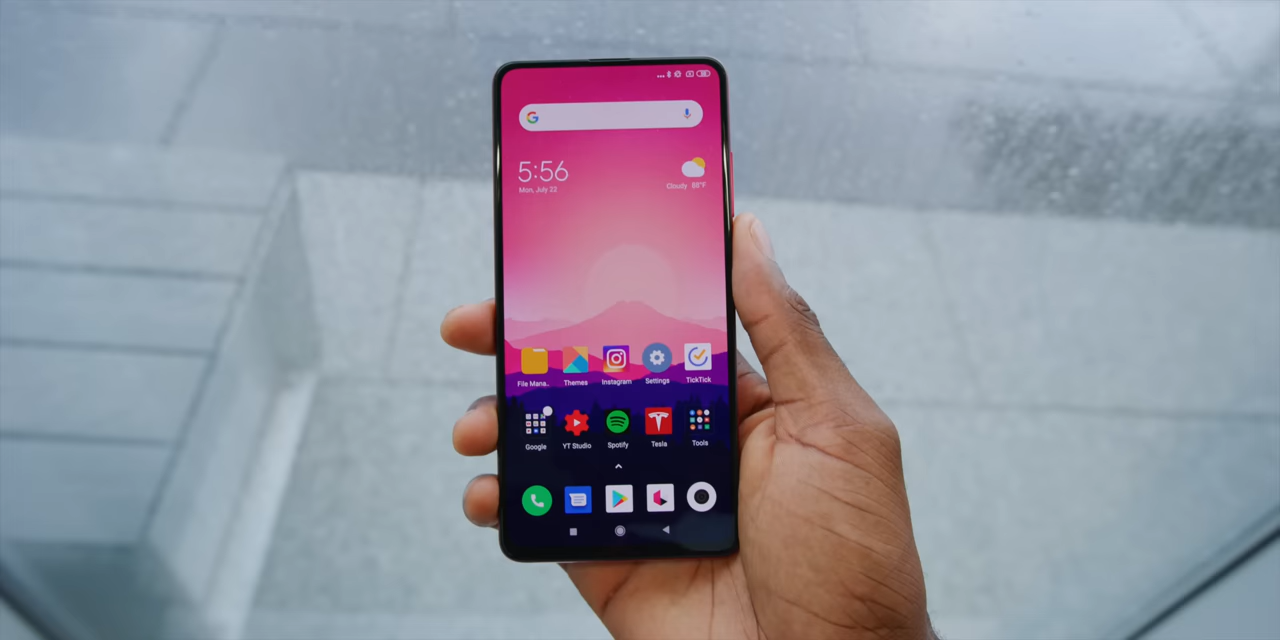 5:56
Mon, July 22
Cloudy 88°F
File Mana..
Themes
Instagram
Settings
TickTick
Google
YT Studio
Spotify
Tesla
Tools